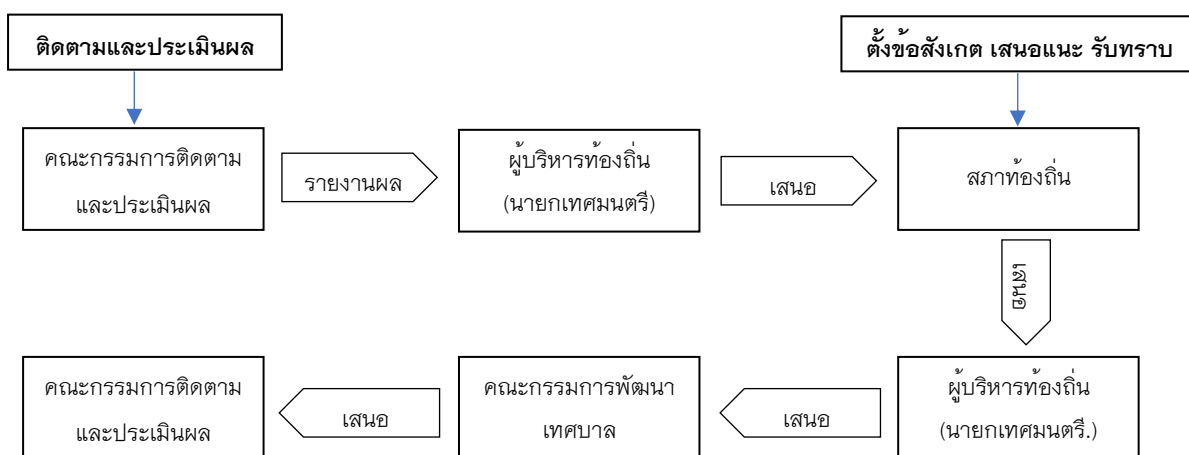 ติดตามและประเมินผล
ตั้งข้อสังเกต เสนอแนะ รับทราบ
คณะกรรมการติดตาม
และประเมินผล
รายงานผล
ผู้บริหารท้องถิ่น
(นายกเทศมนตรี)
เสนอ
สภาท้องถิ่น
เสนอ
ผู้บริหารท้องถิ่น
(นายกเทศมนตรี.)
เสนอ
คณะกรรมการพัฒนา
เทศบาล
เสนอ
คณะกรรมการติดตาม
และประเมินผล